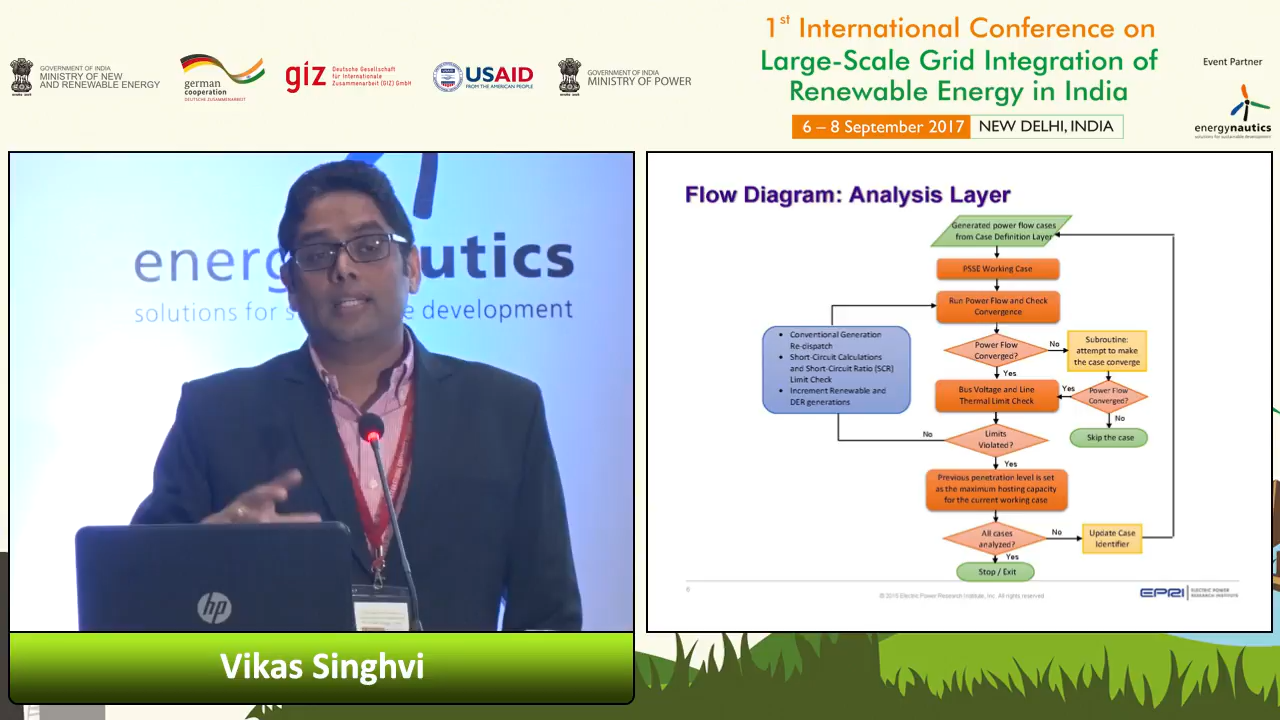 GOVERNMENT OF INDIA
MINISTRY OF NEW
AND RENEWABLE ENERGY
german
cooperation
DEUTSCHE ZUSAMMENARBEIT
giz
Deutsche Gesellschaft
für Internationale
Zusammenarbeit (GIZ) GmbH
USAID
FROM THE AMERICAN PEOPLE
GOVERNMENT OF INDIA
MINISTRY OF POWER
1st International Conference on
Large-Scale Grid Integration of
Renewable Energy in India
6 – 8 September 2017 NEW DELHI, INDIA
Event Partner
energynautics
solutions for sustainable development
ener utics
solutions for s e development
hp
Vikas Singhvi
Flow Diagram: Analysis Layer
Generated power flow cases
from Case Definition Layer
PSSE Working Case
Run Power Flow and Check
Convergence
Power Flow
Converged?
No
Subroutine:
attempt to make
the case converge
Yes
• Conventional Generation
Re-dispatch
• Short-Circuit Calculations
and Short-Circuit Ratio (SCR)
Limit Check
• Increment Renewable and
DER generations
Bus Voltage and Line
Thermal Limit Check
Yes
Power Flow
Converged?
No
Skip the case
No
Limits
Violated?
Yes
Previous penetration level is set
as the maximum hosting capacity
for the current working case
All cases
analyzed?
No
Update Case
Identifier
Yes
Stop / Exit
6
© 2015 Electric Power Research Institute, Inc. All rights reserved
EPRI
ELECTRIC POWER
RESEARCH INSTITUTE